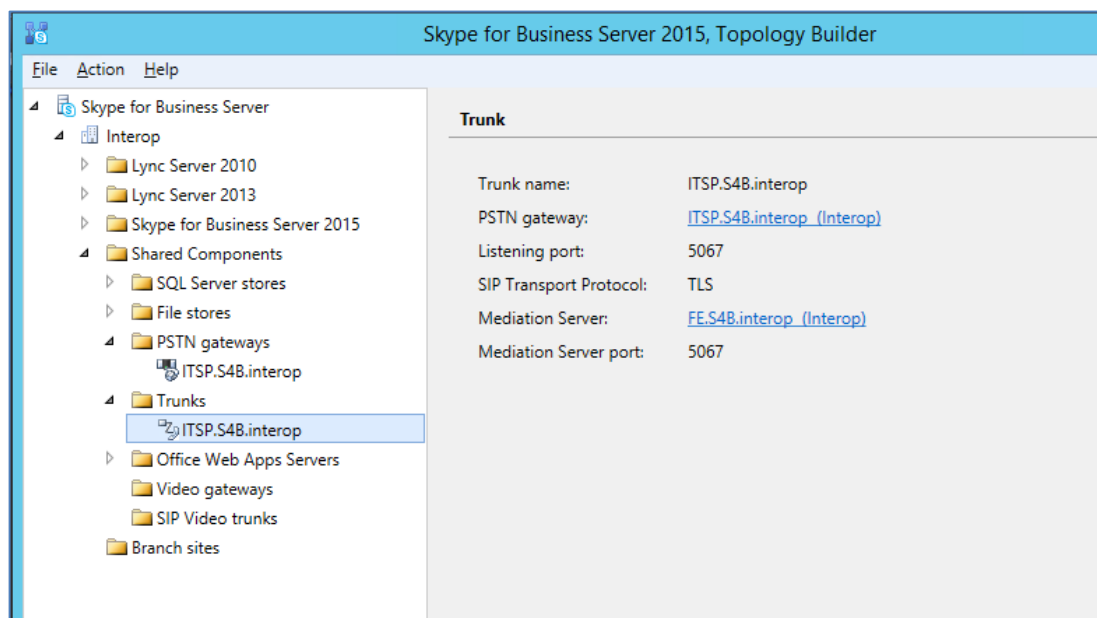 Skype for Business Server 2015, Topology Builder
File Action Help
Skype for Business Server
Interop
Lync Server 2010
Lync Server 2013
Skype for Business Server 2015
Shared Components
SQL Server stores
File stores
PSTN gateways
ITSP.S4B.interop
Trunks
ITSP.S4B.interop
Office Web Apps Servers
Video gateways
SIP Video trunks
Branch sites
Trunk
Trunk name: ITSP.S4B.interop
PSTN gateway: ITSP.S4B.interop (Interop)
Listening port: 5067
SIP Transport Protocol: TLS
Mediation Server: FE.S4B.interop (Interop)
Mediation Server port: 5067